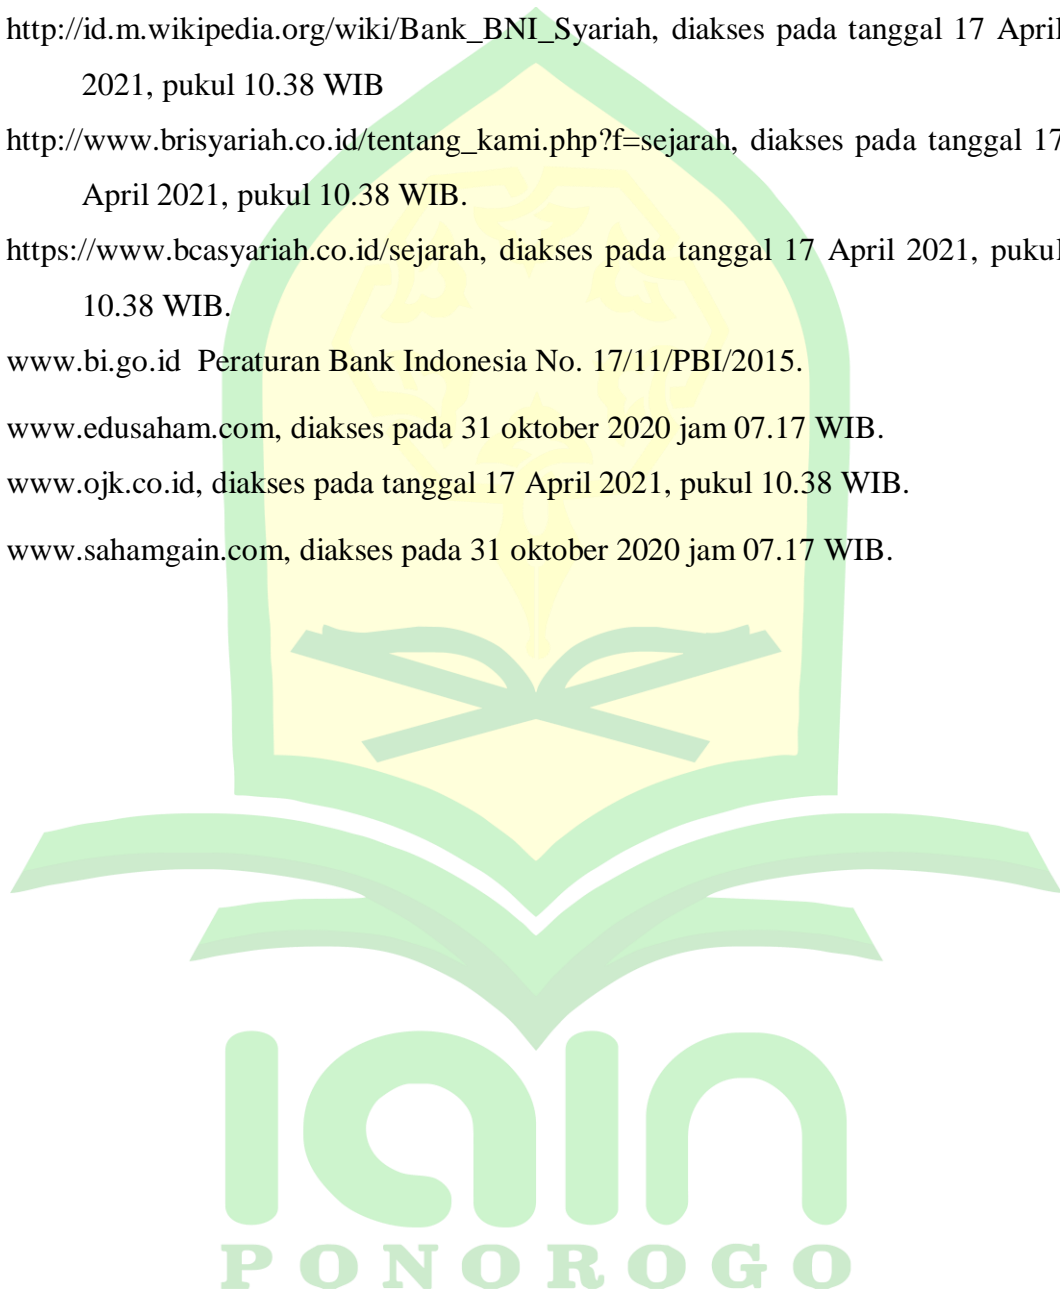 http://id.m.wikipedia.org/wiki/Bank_BNI_Syariah, diakses pada tanggal 17 April
2021, pukul 10.38 WIB
http://www.brisyariah.co.id/tentang_kami.php?f=sejarah, diakses pada tanggal 17
April 2021, pukul 10.38 WIB.
https://www.bcasyariah.co.id/sejarah, diakses pada tanggal 17 April 2021, pukul
10.38 WIB.
www.bi.go.id Peraturan Bank Indonesia No. 17/11/PBI/2015.
www.edusaham.com, diakses pada 31 oktober 2020 jam 07.17 WIB.
www.ojk.co.id, diakses pada tanggal 17 April 2021, pukul 10.38 WIB.
www.sahamgain.com, diakses pada 31 oktober 2020 jam 07.17 WIB.
IAIN
PONOROGO